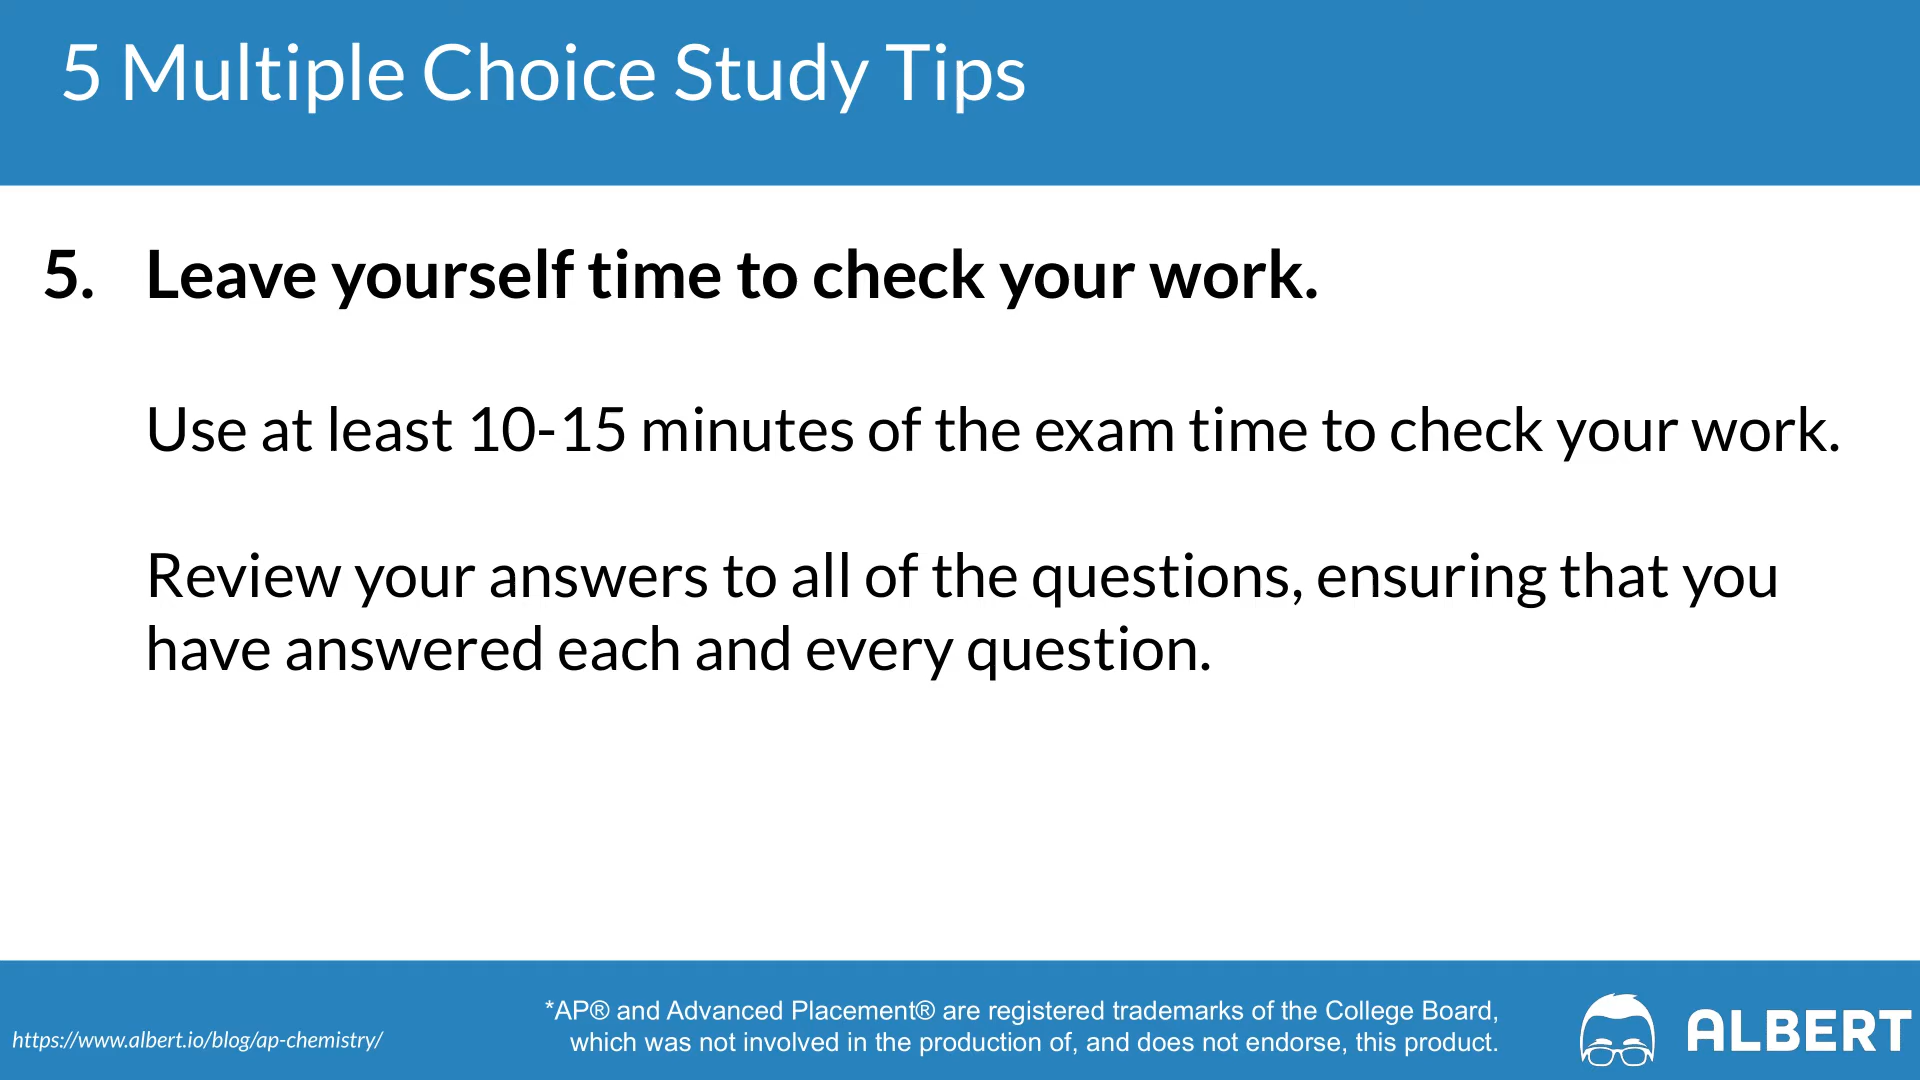 5 Multiple Choice Study Tips
5. Leave yourself time to check your work.
Use at least 10-15 minutes of the exam time to check your work.
Review your answers to all of the questions, ensuring that you
have answered each and every question.
https://www.albert.io/blog/ap-chemistry/
*AP® and Advanced Placement® are registered trademarks of the College Board,
which was not involved in the production of, and does not endorse, this product.
ALBERT